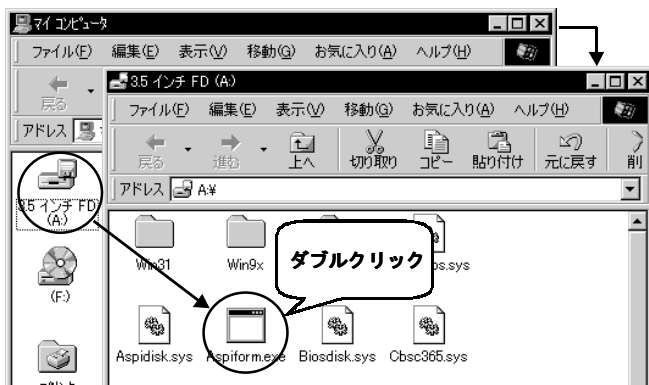 マイ コンピュータ
ファイル(F) 編集(E) 表示(V) 移動(G) お気に入り(A) ヘルプ(H)
戻る
アドレス
3.5 インチ FD (A:)
(F:)
3.5 インチ FD (A:)
ファイル(F) 編集(E) 表示(V) 移動(G) お気に入り(A) ヘルプ(H)
戻る 進む 上へ 切り取り コピー 貼り付け 元に戻す 削
アドレス A:¥
Win31 Win9x os.sys
ダブルクリック
Aspidisk.sys Aspiform.exe Biosdisk.sys Cbsc365.sys